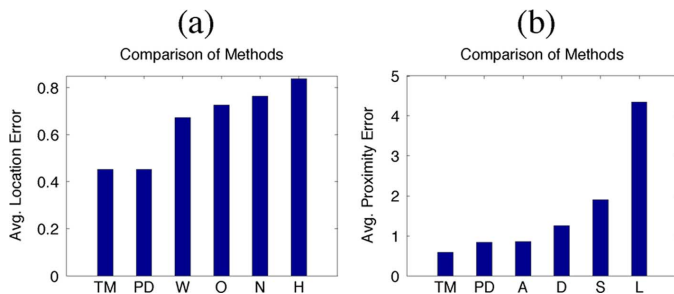 (a)
Comparison of Methods
Avg. Location Error
0.8
0.6
0.4
0.2
0
TM PD W O N H
(b)
Comparison of Methods
Avg. Proximity Error
5
4
3
2
1
0
TM PD A D S L